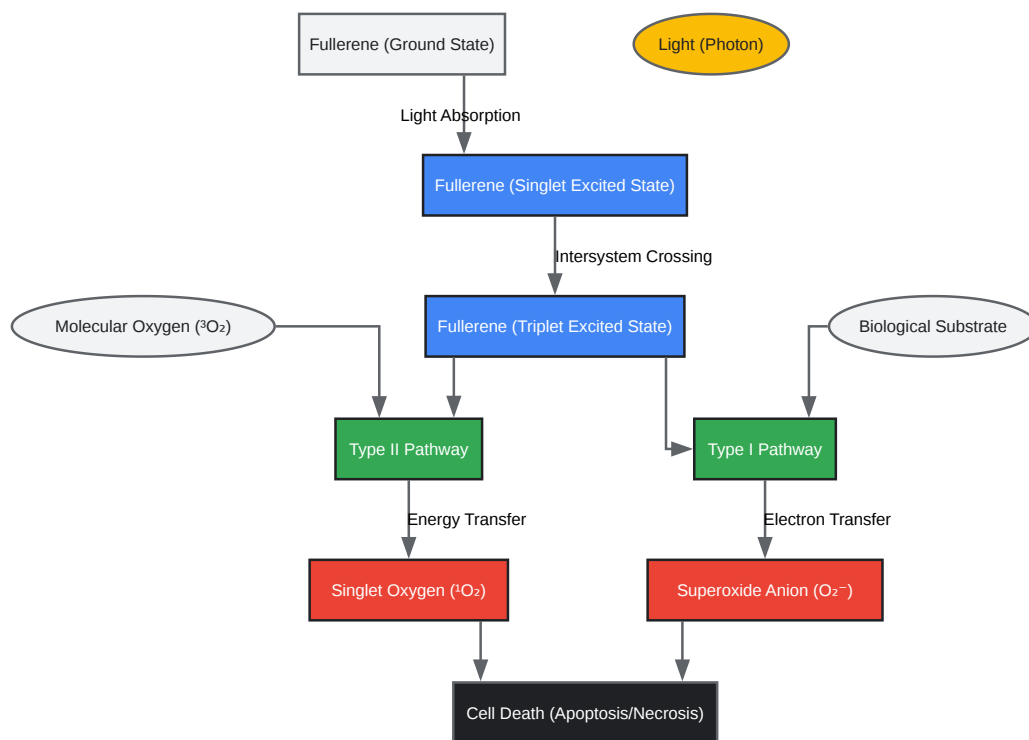 Fullerene (Ground State)
Light (Photon)
Light Absorption
Fullerene (Singlet Excited State)
Intersystem Crossing
Molecular Oxygen (³O₂)
Fullerene (Triplet Excited State)
Biological Substrate
Type II Pathway
Type I Pathway
Energy Transfer
Electron Transfer
Singlet Oxygen (¹O₂)
Superoxide Anion (O₂⁻)
Cell Death (Apoptosis/Necrosis)